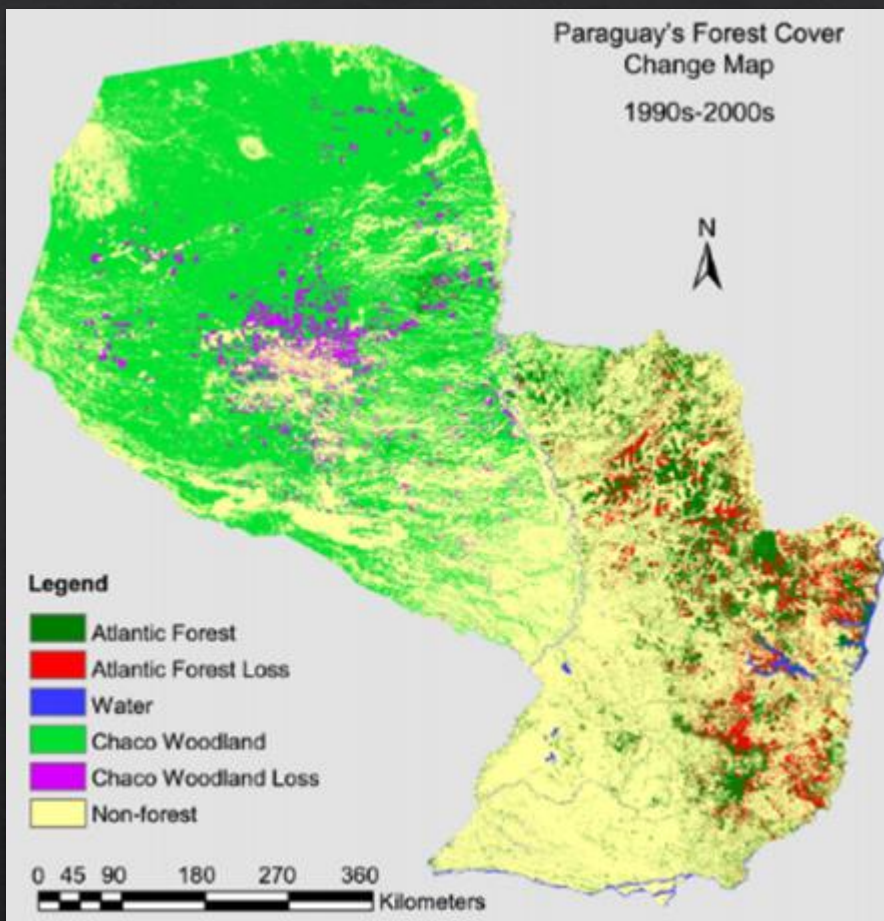 Paraguay's Forest Cover
Change Map
1990s-2000s
N
Legend
Atlantic Forest
Atlantic Forest Loss
Water
Chaco Woodland
Chaco Woodland Loss
Non-forest
0 45 90 180 270 360
Kilometers